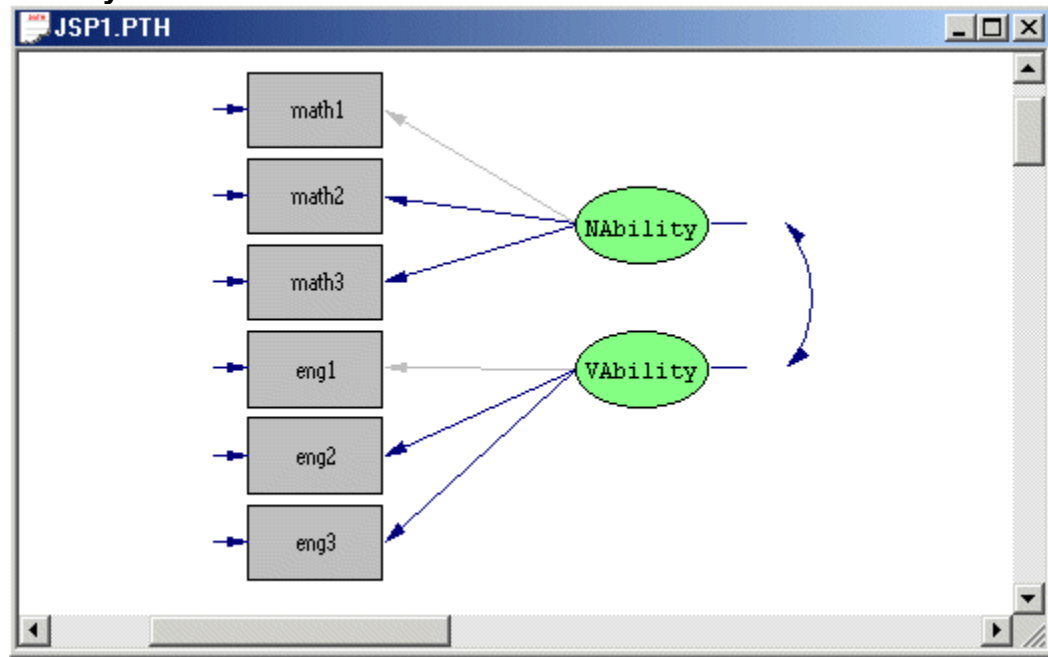 JSP1.PTH
math1
math2
math3
eng1
eng2
eng3
NAbility
VAbility